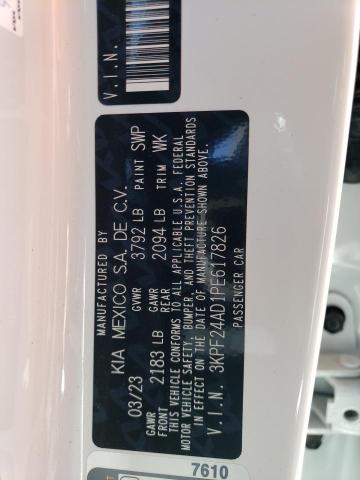 V.I.N.
KIA MEXICO S.A. DE C.V.
03/23 GVWR 3792 LB PAINT SWP
GAWR FRONT 2183 LB GAWR REAR 2094 LB TRIM WK
THIS VEHICLE CONFORMS TO ALL APPLICABLE U.S.A. FEDERAL
MOTOR VEHICLE SAFETY, BUMPER, AND THEFT PREVENTION STANDARDS
IN EFFECT ON THE DATE OF MANUFACTURE SHOWN ABOVE.
V.I.N. 3KPF24AD1PE617826
PASSENGER CAR
7610